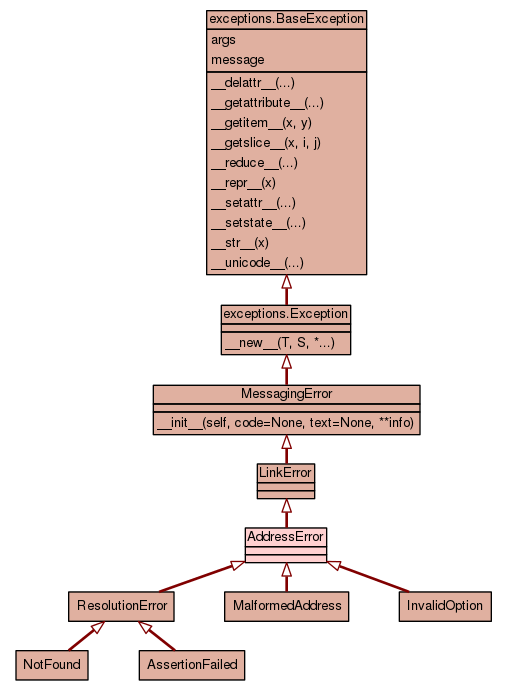 exceptions.BaseException
args
message
__delattr__(...)
__getattribute__(...)
__getitem__(x, y)
__getslice__(x, i, j)
__reduce__(...)
__repr__(x)
__setattr__(...)
__setstate__(...)
__str__(x)
__unicode__(...)
exceptions.Exception
__new__(T, S, *...)
MessagingError
__init__(self, code=None, text=None, **info)
LinkError
AddressError
ResolutionError
MalformedAddress
InvalidOption
NotFound
AssertionFailed